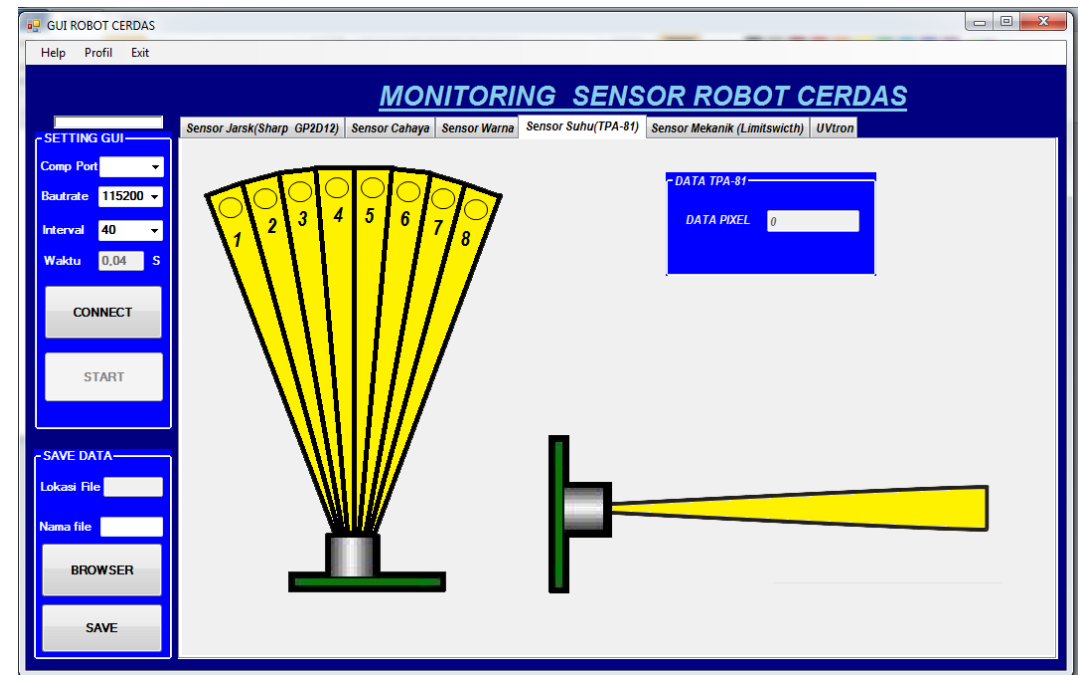 GUI ROBOT CERDAS
Help Profil Exit
MONITORING SENSOR ROBOT CERDAS
Sensor Jarsk(Sharp GP2D12) Sensor Cahaya Sensor Warna Sensor Suhu(TPA-81) Sensor Mekanik (Limitswicth) UVtron
SETTING GUI
Comp Port
Bautrate 115200
Interval 40
Waktu 0,04 S
CONNECT
START
SAVE DATA
Lokasi File
Nama file
BROWSER
SAVE
1 2 3 4 5 6 7 8
DATA TPA-81
DATA PIXEL 0